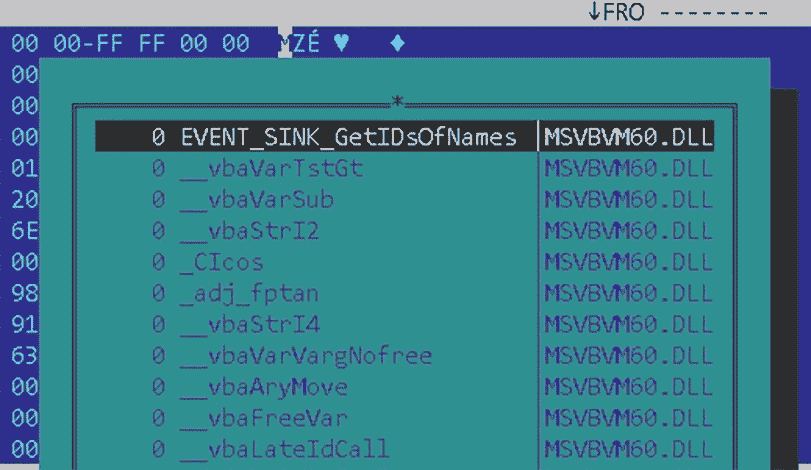 ↓FRO --------
00 00-FF FF 00 00 MZÉ ♥ ♦
00
00 *
00 0 EVENT_SINK_GetIDsOfNames MSVBVM60.DLL
01 0 __vbaVarTstGt MSVBVM60.DLL
20 0 __vbaVarSub MSVBVM60.DLL
6E 0 __vbaStrI2 MSVBVM60.DLL
00 0 _CIcos MSVBVM60.DLL
98 0 _adj_fptan MSVBVM60.DLL
91 0 __vbaStrI4 MSVBVM60.DLL
63 0 __vbaVarVargNofree MSVBVM60.DLL
00 0 __vbaAryMove MSVBVM60.DLL
00 0 __vbaFreeVar MSVBVM60.DLL
00 0 __vbaLateIdCall MSVBVM60.DLL